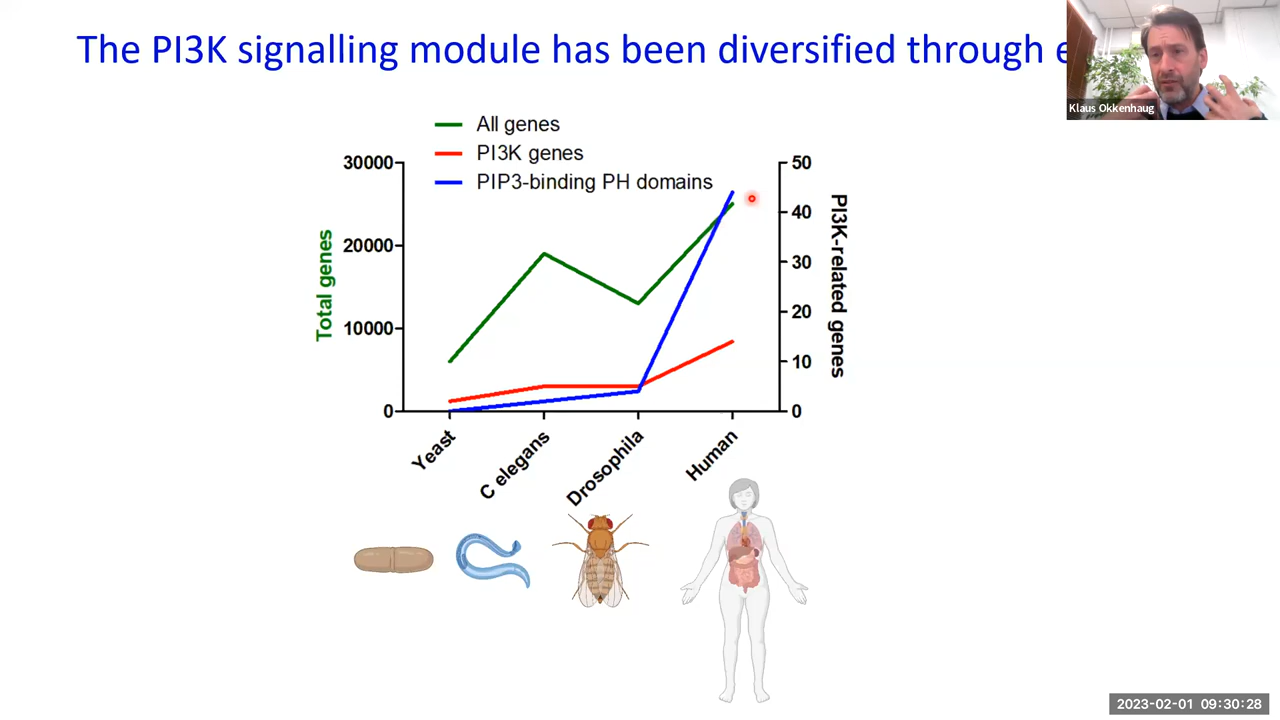 The PI3K signalling module has been diversified through e
Klaus Okkenhaug
All genes
PI3K genes
PIP3-binding PH domains
30000
20000
10000
0
Total genes
50
40
30
20
10
0
PI3K-related genes
Yeast
C elegans
Drosophila
Human
2023-02-01 09:30:28